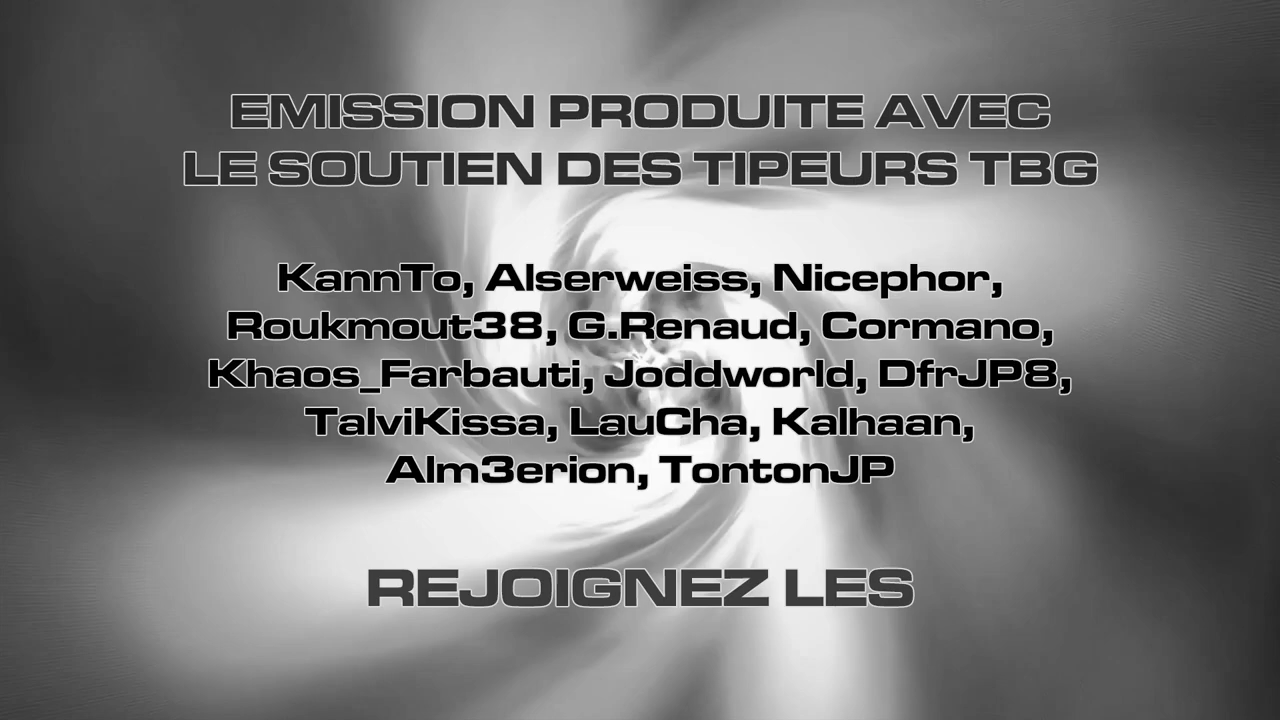 EMISSION PRODUITE AVEC
LE SOUTIEN DES TIPEURS TBG
KannTo, Alserweiss, Nicephor,
Roukmout38, G.Renaud, Cormano,
Khaos_Farbauti, Joddworld, DfrJP8,
TalviKissa, LauCha, Kalhaan,
Alm3erion, TontonJP
REJOIGNEZ LES